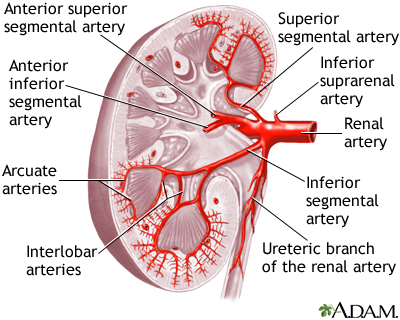 Anterior superior
segmental artery
Superior
segmental artery
Anterior
inferior
segmental
artery
Inferior
suprarenal
artery
Renal
artery
Arcuate
arteries
Inferior
segmental
artery
Interlobar
arteries
Ureteric branch
of the renal artery
ADAM.